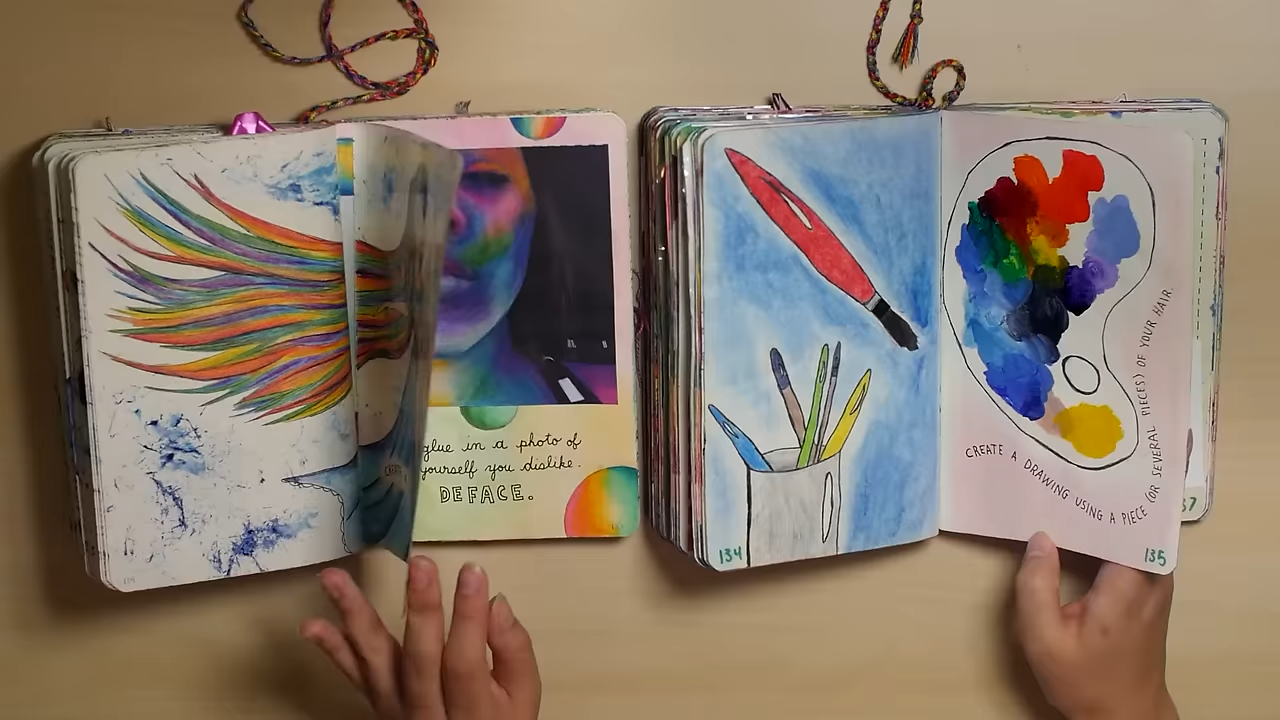 glue in a photo of
yourself you dislike.
DEFACE.
134
CREATE A DRAWING USING A PIECE (OR SEVERAL PIECES) OF YOUR HAIR.
135
37